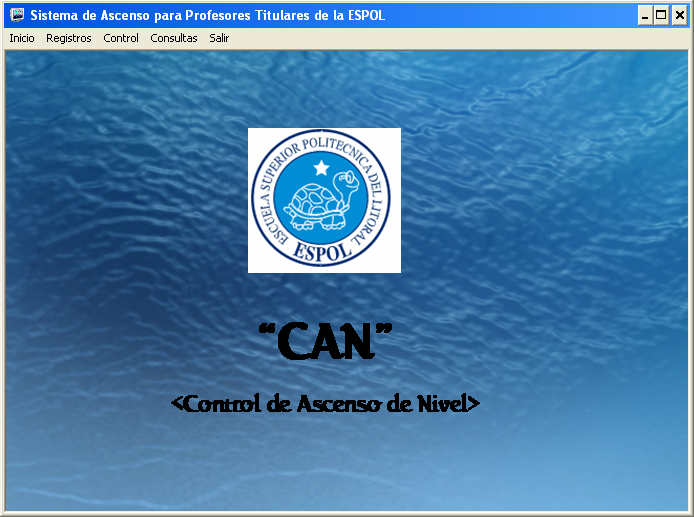 Sistema de Ascenso para Profesores Titulares de la ESPOL
Inicio Registros Control Consultas Salir
ESCUELA SUPERIOR POLITECNICA DEL LITORAL
ESPOL
“CAN”
<Control de Ascenso de Nivel>